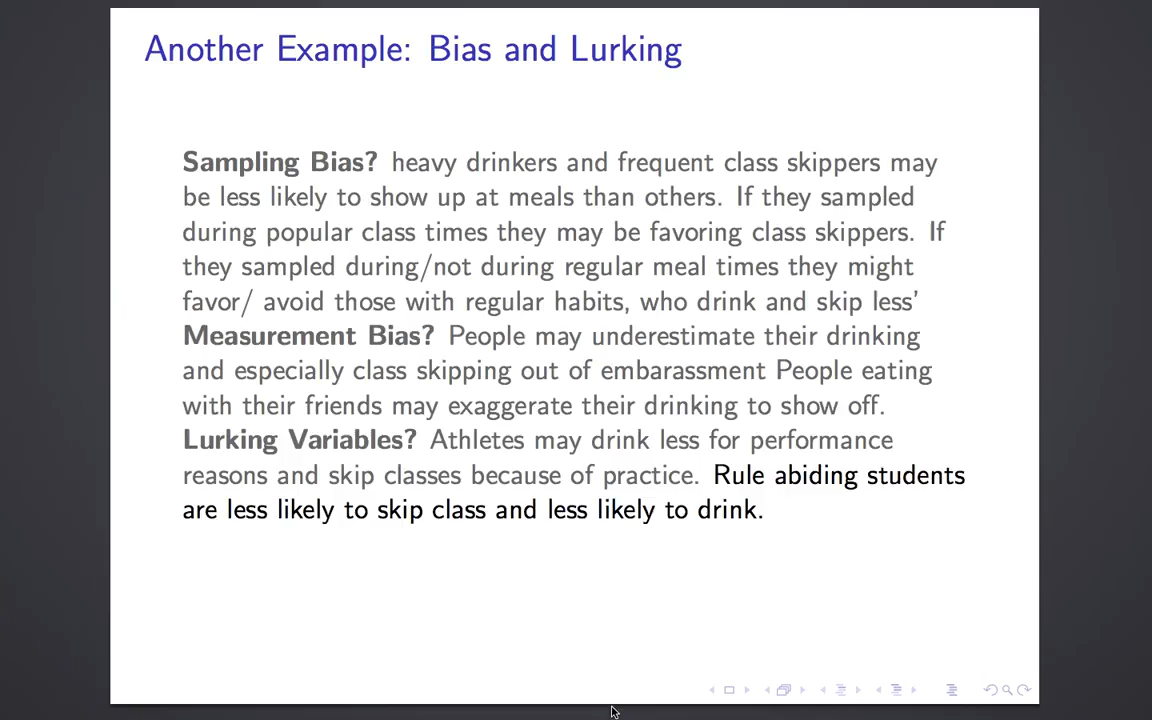 Another Example: Bias and Lurking
Sampling Bias? heavy drinkers and frequent class skippers may
be less likely to show up at meals than others. If they sampled
during popular class times they may be favoring class skippers. If
they sampled during/not during regular meal times they might
favor/ avoid those with regular habits, who drink and skip less’
Measurement Bias? People may underestimate their drinking
and especially class skipping out of embarassment People eating
with their friends may exaggerate their drinking to show off.
Lurking Variables? Athletes may drink less for performance
reasons and skip classes because of practice. Rule abiding students
are less likely to skip class and less likely to drink.